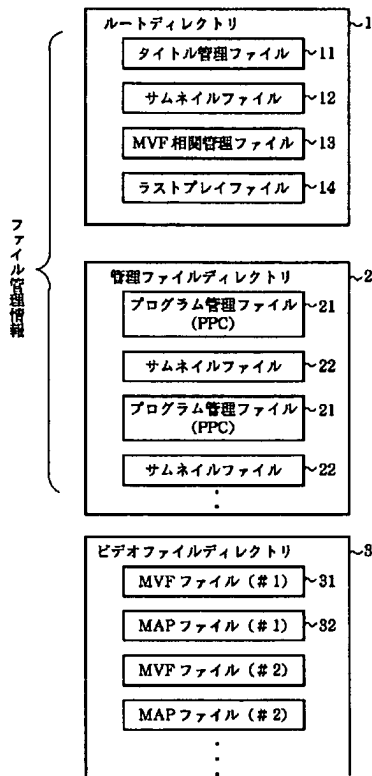 ルートディレクトリ
~1
タイトル管理ファイル
~11
サムネイルファイル
~12
MVF相関管理ファイル
~13
ラストプレイファイル
~14
ファイル管理情報
管理ファイルディレクトリ
~2
プログラム管理ファイル
(PPC)
~21
サムネイルファイル
~22
プログラム管理ファイル
(PPC)
~21
サムネイルファイル
~22
ビデオファイルディレクトリ
~3
MVFファイル (#1)
~31
MAPファイル (#1)
~32
MVFファイル (#2)
MAPファイル (#2)